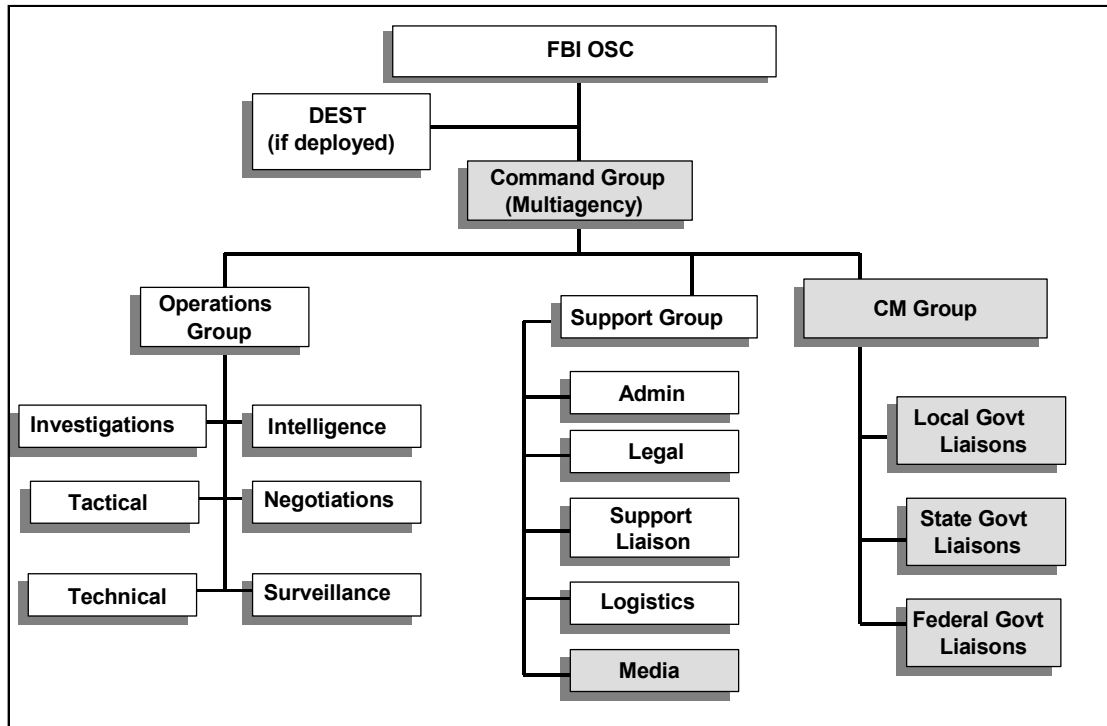 FBI OSC
DEST
(if deployed)
Command Group
(Multiagency)
Operations
Group
Support Group
CM Group
Investigations
Intelligence
Tactical
Negotiations
Technical
Surveillance
Admin
Legal
Support
Liaison
Logistics
Media
Local Govt
Liaisons
State Govt
Liaisons
Federal Govt
Liaisons